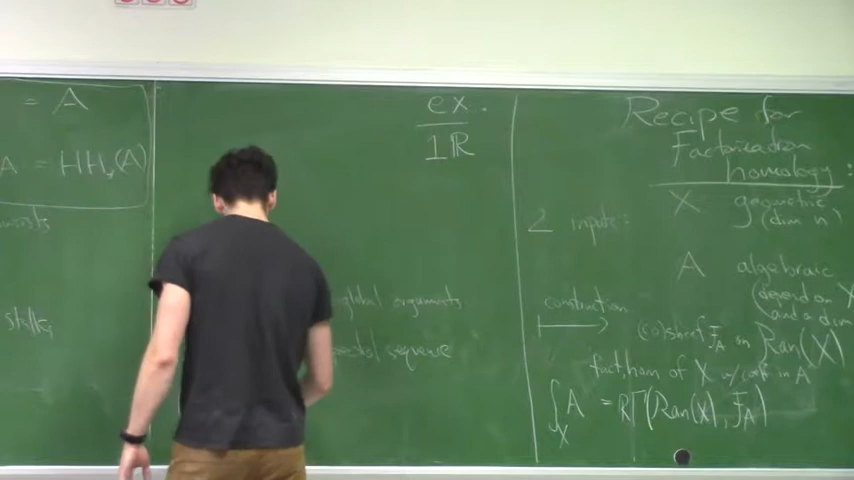 = A
A = HH*(A)
stalks
ex.
ℝ
global arguments
spectral sequence
Recipe for
Factorization
homology:
2 inputs:
X geometric
(dim n)
A algebraic
(depend on X
and a dim
construction
(co)sheaf F_A on Ran(X)
fact. hom of X w/ coeff in A
∫_X A = RΓ(Ran(X), F_A)